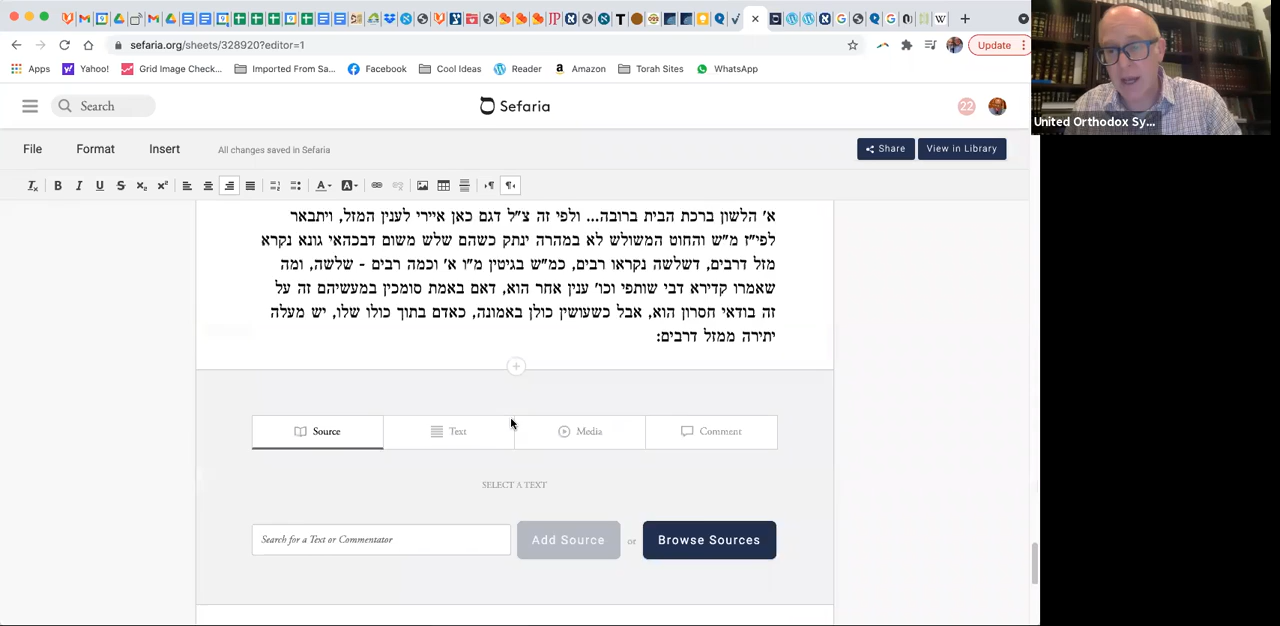 sefaria.org/sheets/328920?editor=1
Update
Apps Yahoo! Grid Image Check... Imported From Sa... Facebook Cool Ideas Reader Amazon Torah Sites WhatsApp
United Orthodox Sy...
Search
Sefaria
22
File Format Insert All changes saved in Sefaria
Share View in Library
א' הלשון ברכת הבית ברובה... ולפי זה צ"ל דגם כאן איירי לענין המזל, ויתבאר
לפי"ז מ"ש והחוט המשולש לא במהרה ינתק כשהם שלש משום דבכהאי גונא נקרא
מזל דרבים, דשלשה נקראו רבים, כמ"ש בגיטין מ"ו א' וכמה רבים - שלשה, ומה
שאמרו קדירא דבי שותפי וכו' ענין אחר הוא, דאם באמת סומכין במעשיהם זה על
זה בודאי חסרון הוא, אבל כשעושין כולן באמונה, כאדם בתוך כולו שלו, יש מעלה
יתירה ממזל דרבים:
Source Text Media Comment
SELECT A TEXT
Search for a Text or Commentator Add Source or Browse Sources